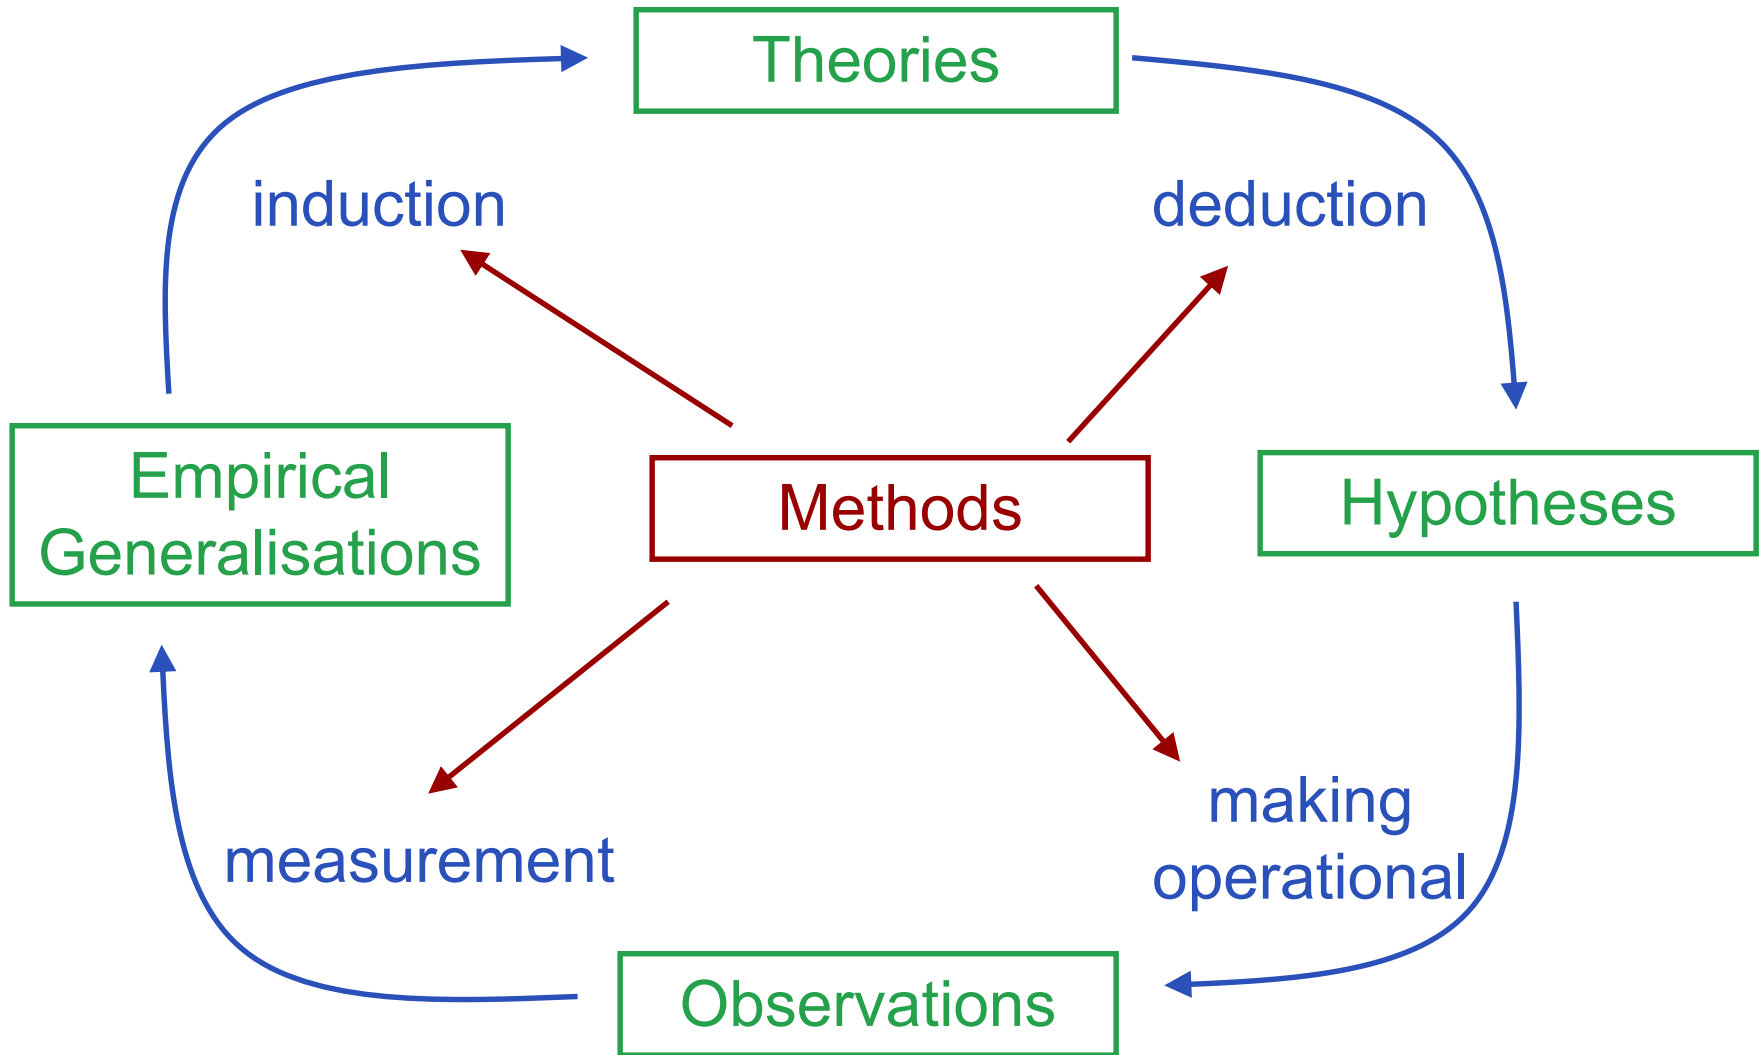 Theories
induction
deduction
Empirical
Generalisations
Methods
Hypotheses
making
operational
measurement
Observations